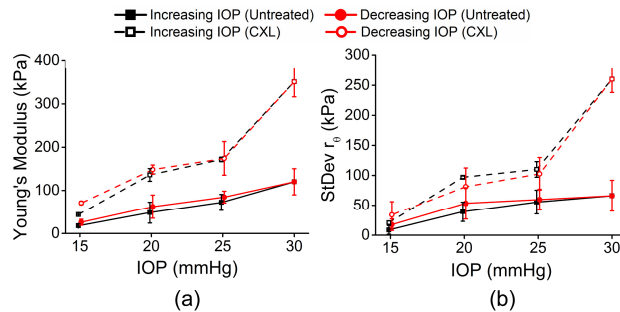 Increasing IOP (Untreated) Decreasing IOP (Untreated)
Increasing IOP (CXL) Decreasing IOP (CXL)
Young's Modulus (kPa)
400
300
200
100
0
15 20 25 30
IOP (mmHg)
(a)
StDev rθ (kPa)
300
250
200
150
100
50
0
15 20 25 30
IOP (mmHg)
(b)